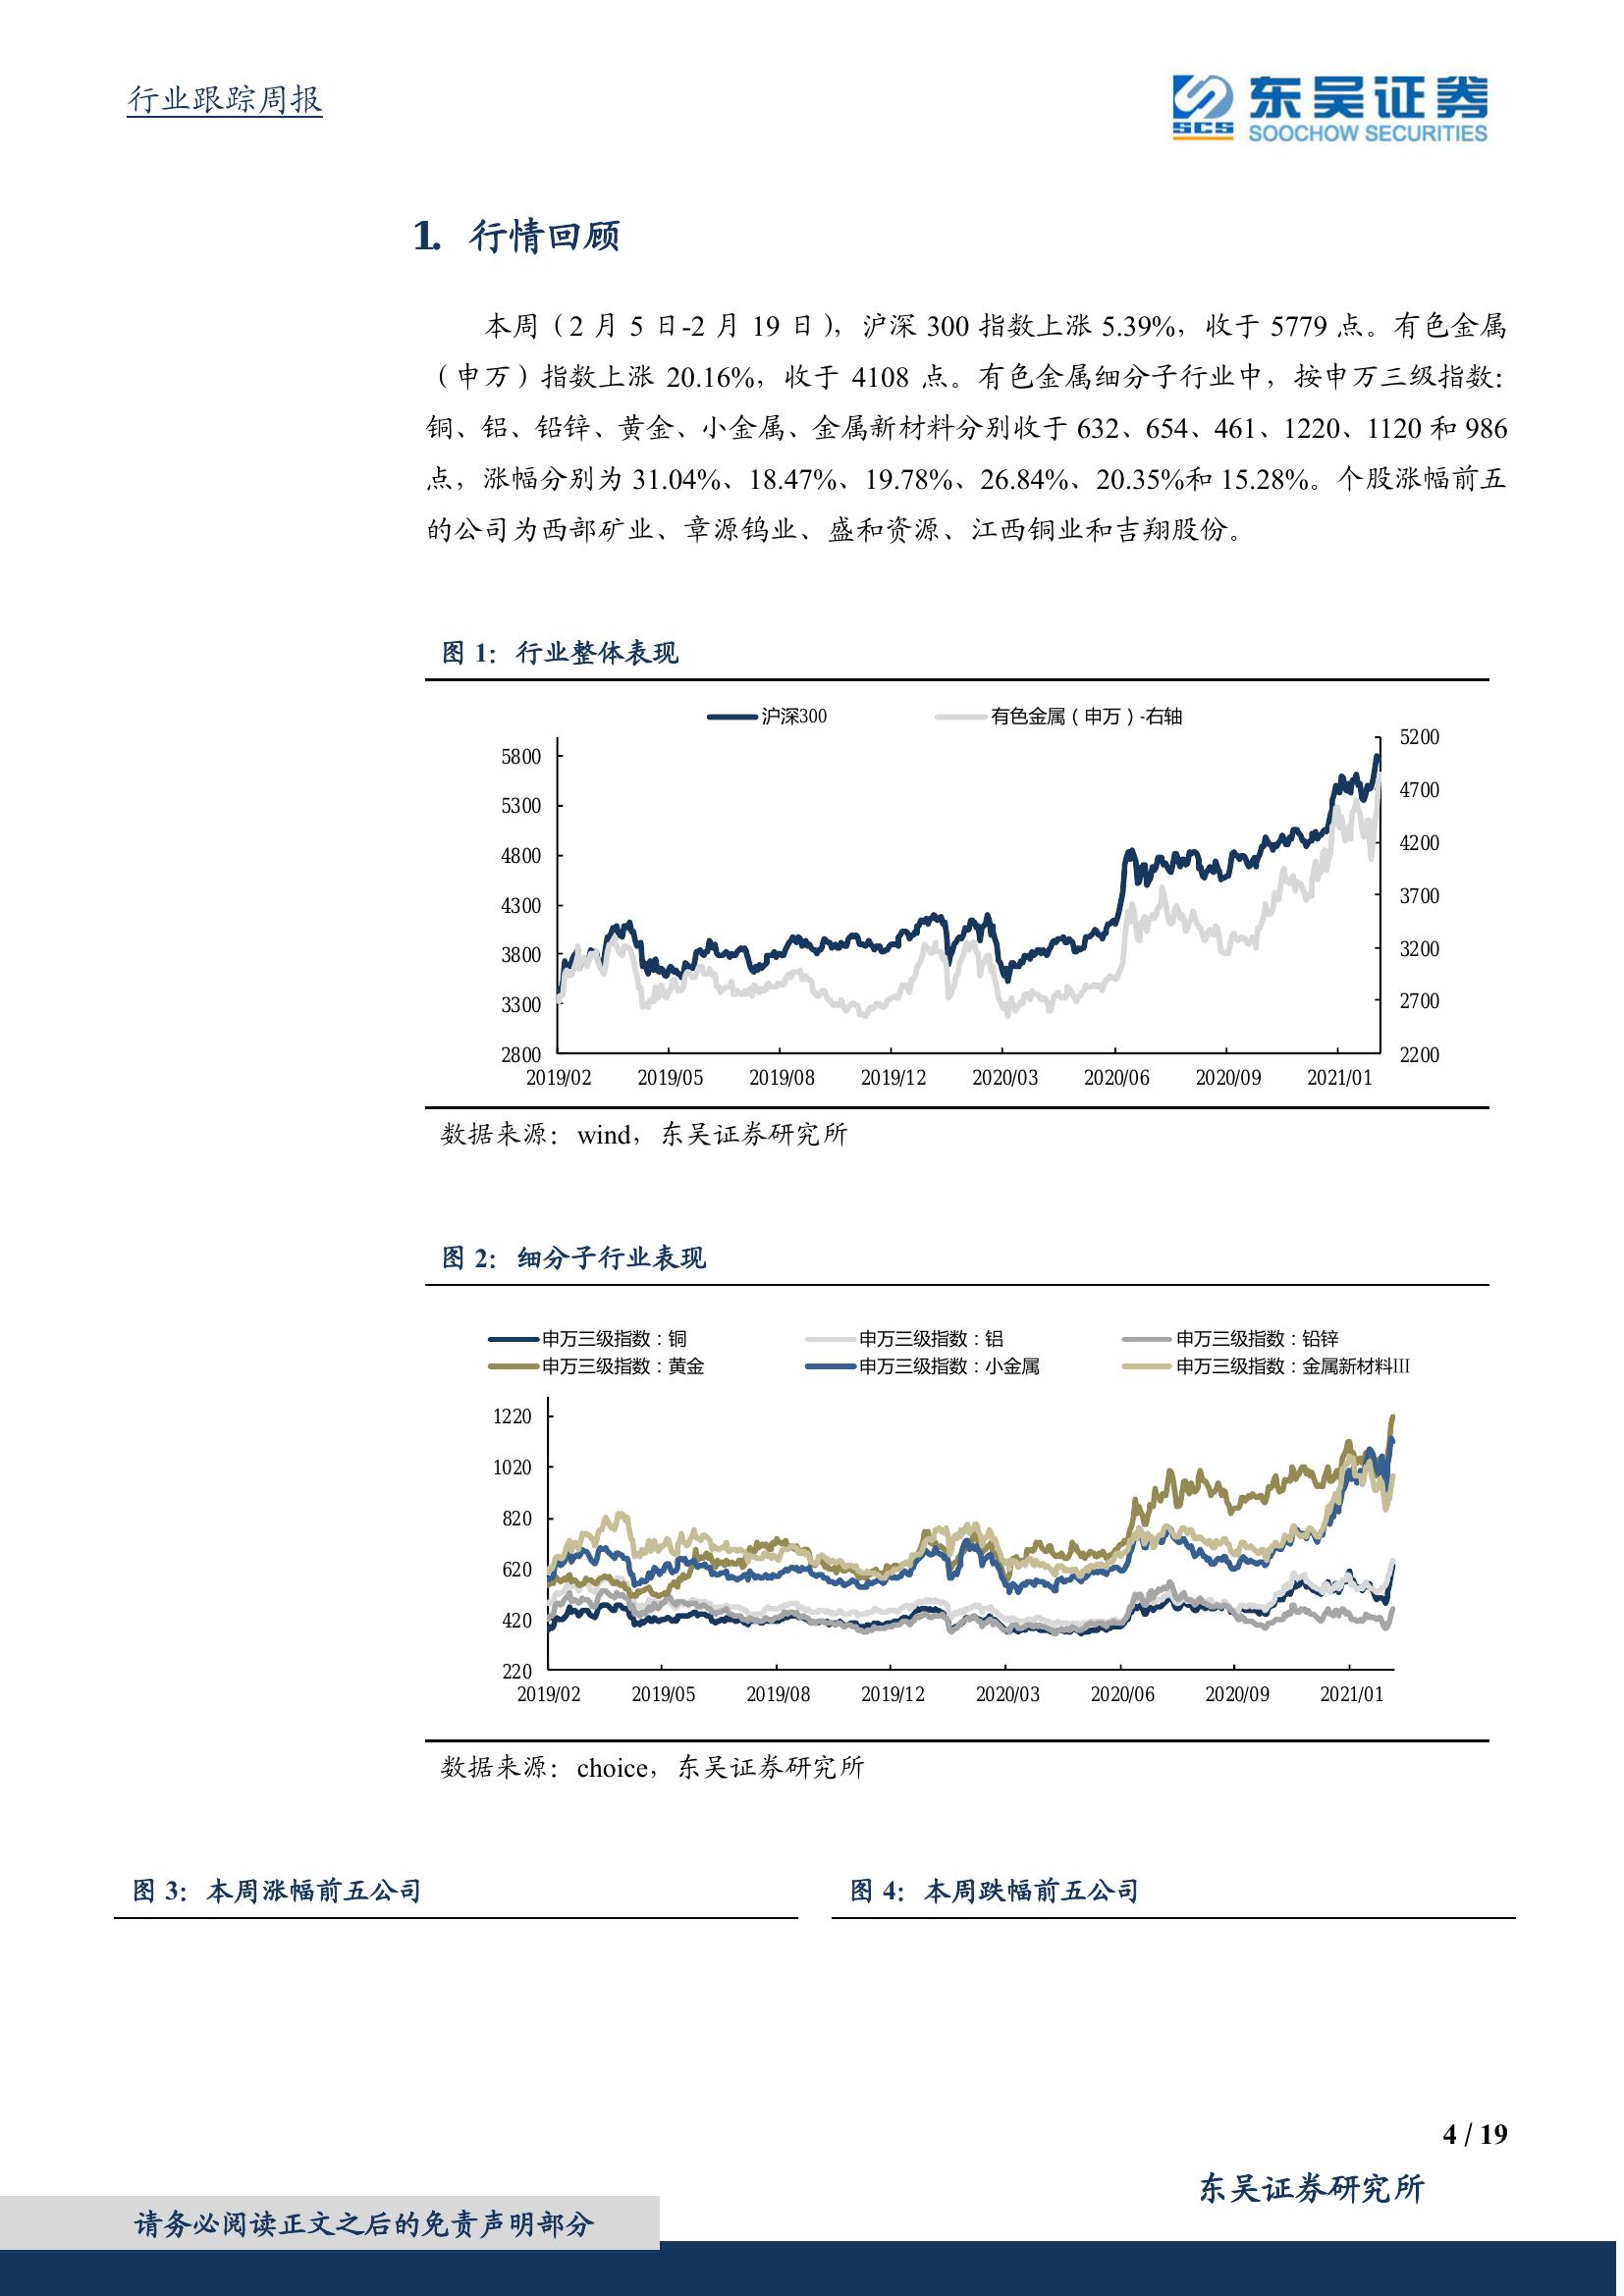 行业跟踪周报
东吴证券
SCS
SOOCHOW SECURITIES
1. 行情回顾
本周（2 月 5 日-2 月 19 日），沪深 300 指数上涨 5.39%，收于 5779 点。有色金属
（申万）指数上涨 20.16%，收于 4108 点。有色金属细分子行业中，按申万三级指数：
铜、铝、铅锌、黄金、小金属、金属新材料分别收于 632、654、461、1220、1120 和 986
点，涨幅分别为 31.04%、18.47%、19.78%、26.84%、20.35%和 15.28%。个股涨幅前五
的公司为西部矿业、章源钨业、盛和资源、江西铜业和吉翔股份。
图 1：行业整体表现
沪深300 有色金属（申万）-右轴
5800
5300
4800
4300
3800
3300
2800
5200
4700
4200
3700
3200
2700
2200
2019/02 2019/05 2019/08 2019/12 2020/03 2020/06 2020/09 2021/01
数据来源：wind，东吴证券研究所
图 2：细分子行业表现
申万三级指数：铜 申万三级指数：铝 申万三级指数：铅锌
申万三级指数：黄金 申万三级指数：小金属 申万三级指数：金属新材料III
1220
1020
820
620
420
220
2019/02 2019/05 2019/08 2019/12 2020/03 2020/06 2020/09 2021/01
数据来源：choice，东吴证券研究所
图 3：本周涨幅前五公司
图 4：本周跌幅前五公司
4 / 19
东吴证券研究所
请务必阅读正文之后的免责声明部分